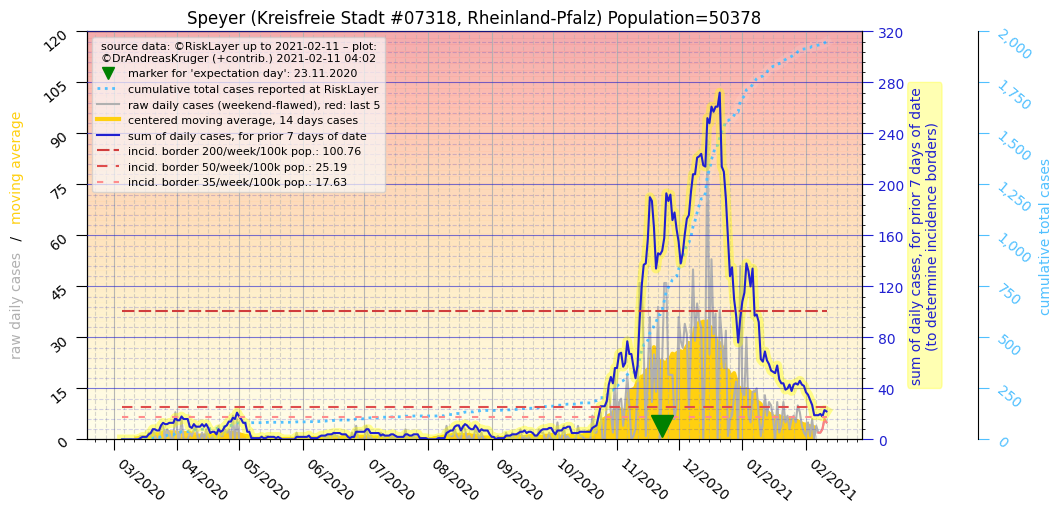 Speyer (Kreisfreie Stadt #07318, Rheinland-Pfalz) Population=50378
source data: ©RiskLayer up to 2021-02-11 – plot:
©DrAndreasKruger (+contrib.) 2021-02-11 04:02
marker for 'expectation day': 23.11.2020
cumulative total cases reported at RiskLayer
raw daily cases (weekend-flawed), red: last 5
centered moving average, 14 days cases
sum of daily cases, for prior 7 days of date
incid. border 200/week/100k pop.: 100.76
incid. border 50/week/100k pop.: 25.19
incid. border 35/week/100k pop.: 17.63
raw daily cases / moving average
120
105
90
75
60
45
30
15
0
03/2020
04/2020
05/2020
06/2020
07/2020
08/2020
09/2020
10/2020
11/2020
12/2020
01/2021
02/2021
320
280
240
200
160
120
80
40
0
sum of daily cases, for prior 7 days of date
(to determine incidence borders)
2,000
1,750
1,500
1,250
1,000
750
500
250
0
cumulative total cases